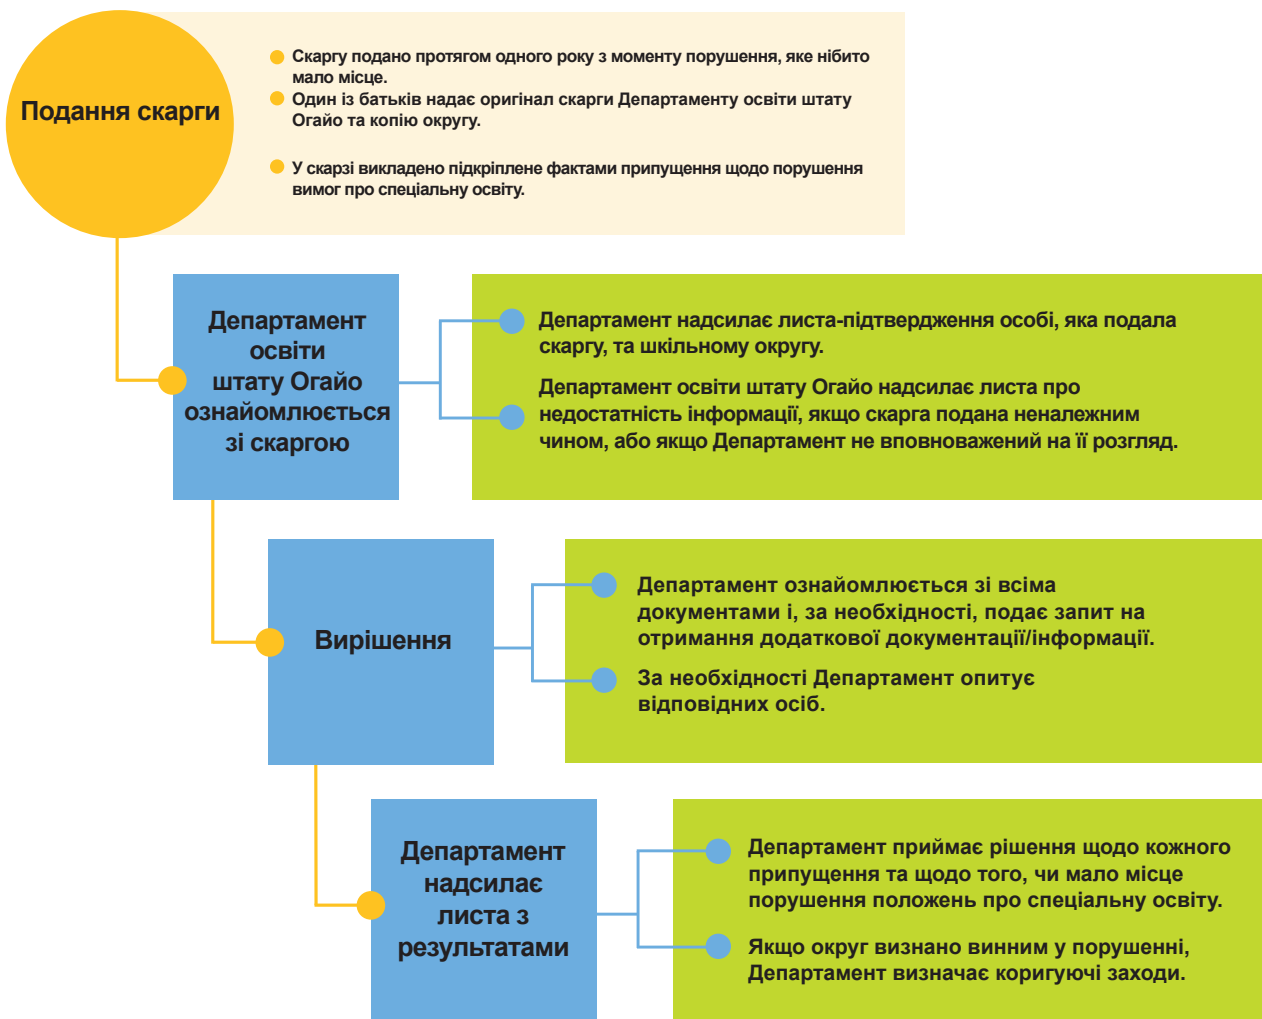 Подання скарги
Скаргу подано протягом одного року з моменту порушення, яке нібито
мало місце.
Один із батьків надає оригінал скарги Департаменту освіти штату
Огайо та копію округу.
У скарзі викладено підкріплене фактами припущення щодо порушення
вимог про спеціальну освіту.
Департамент
освіти
штату Огайо
ознайомлюється
зі скаргою
Департамент надсилає листа-підтвердження особі, яка подала
скаргу, та шкільному округу.
Департамент освіти штату Огайо надсилає листа про
недостатність інформації, якщо скарга подана неналежним
чином, або якщо Департамент не вповноважений на її розгляд.
Вирішення
Департамент ознайомлюється зі всіма
документами і, за необхідності, подає запит на
отримання додаткової документації/інформації.
За необхідності Департамент опитує
відповідних осіб.
Департамент
надсилає
листа з
результатами
Департамент приймає рішення щодо кожного
припущення та щодо того, чи мало місце
порушення положень про спеціальну освіту.
Якщо округ визнано винним у порушенні,
Департамент визначає коригуючі заходи.